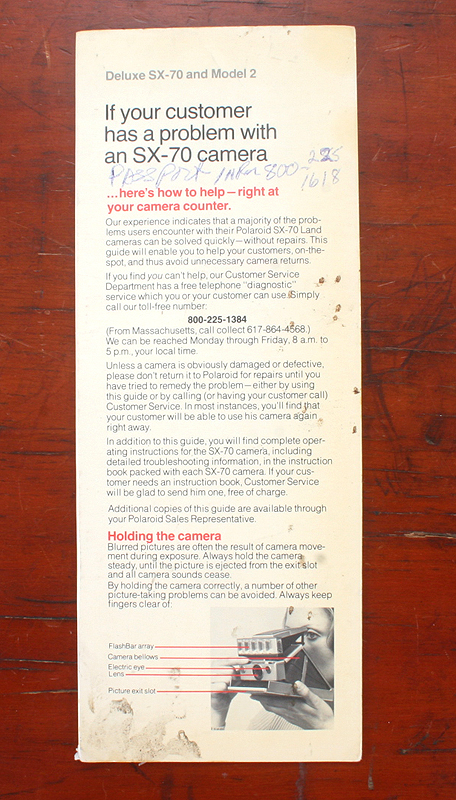 Deluxe SX-70 and Model 2
If your customer
has a problem with
an SX-70 camera
Passport 800-225
1618
...here's how to help—right at
your camera counter.
Our experience indicates that a majority of the prob-
lems users encounter with their Polaroid SX-70 Land
cameras can be solved quickly—without repairs. This
guide will enable you to help your customers, on-the-
spot, and thus avoid unnecessary camera returns.
If you find you can't help, our Customer Service
Department has a free telephone "diagnostic"
service which you or your customer can use. Simply
call our toll-free number:
800-225-1384
(From Massachusetts, call collect 617-864-4568.)
We can be reached Monday through Friday, 8 a.m. to
5 p.m., your local time.
Unless a camera is obviously damaged or defective,
please don't return it to Polaroid for repairs until you
have tried to remedy the problem—either by using
this guide or by calling (or having your customer call)
Customer Service. In most instances, you'll find that
your customer will be able to use his camera again
right away.
In addition to this guide, you will find complete oper-
ating instructions for the SX-70 camera, including
detailed troubleshooting information, in the instruction
book packed with each SX-70 camera. If your cus-
tomer needs an instruction book, Customer Service
will be glad to send him one, free of charge.
Additional copies of this guide are available through
your Polaroid Sales Representative.
Holding the camera
Blurred pictures are often the result of camera move-
ment during exposure. Always hold the camera
steady, until the picture is ejected from the exit slot
and all camera sounds cease.
By holding the camera correctly, a number of other
picture-taking problems can be avoided. Always keep
fingers clear of:
FlashBar array
Camera bellows
Electric eye
Lens
Picture exit slot